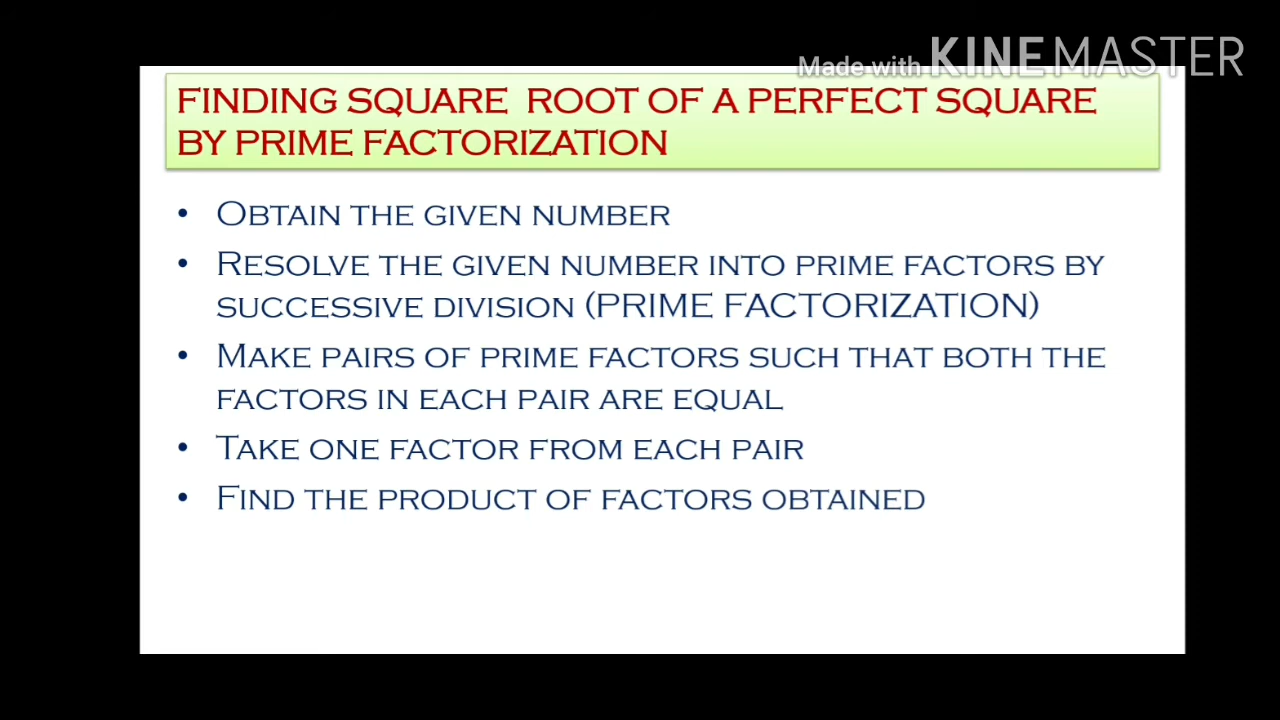 Made with KINEMASTER
FINDING SQUARE ROOT OF A PERFECT SQUARE
BY PRIME FACTORIZATION
• OBTAIN THE GIVEN NUMBER
• RESOLVE THE GIVEN NUMBER INTO PRIME FACTORS BY
SUCCESSIVE DIVISION (PRIME FACTORIZATION)
• MAKE PAIRS OF PRIME FACTORS SUCH THAT BOTH THE
FACTORS IN EACH PAIR ARE EQUAL
• TAKE ONE FACTOR FROM EACH PAIR
• FIND THE PRODUCT OF FACTORS OBTAINED